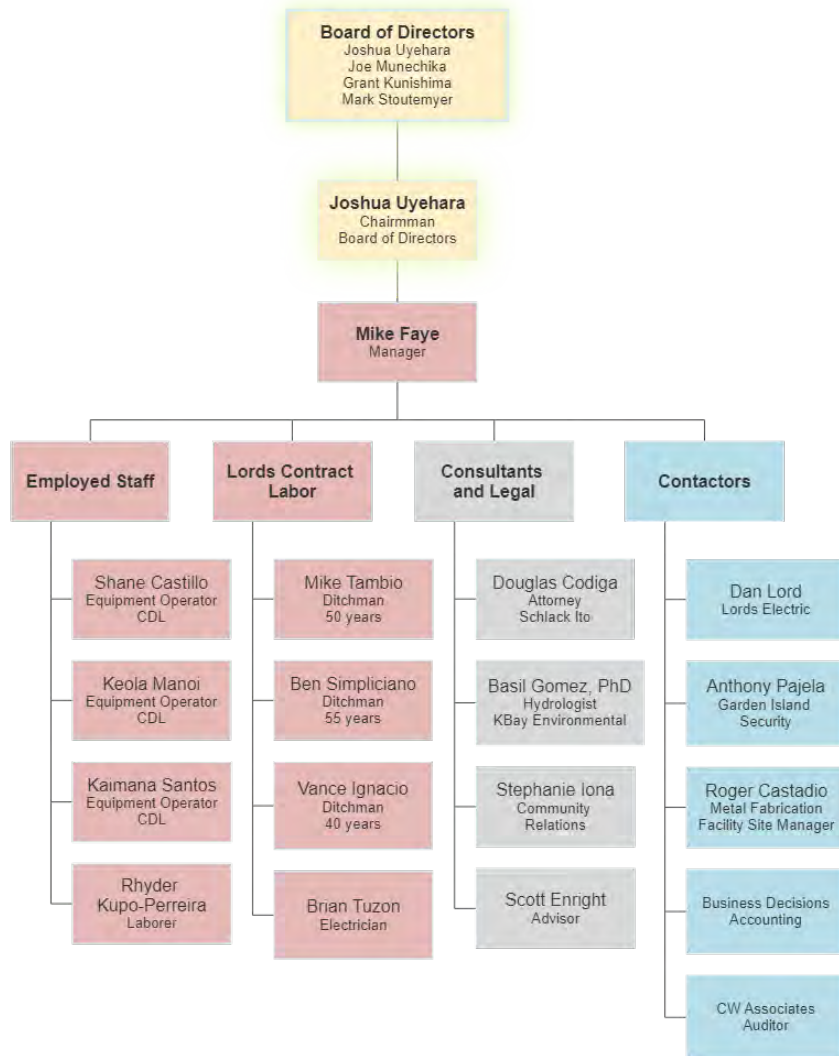 Board of Directors
Joshua Uyehara
Joe Munechika
Grant Kunishima
Mark Stoutemyer
Joshua Uyehara
Chairmman
Board of Directors
Mike Faye
Manager
Employed Staff
Shane Castillo
Equipment Operator
CDL
Keola Manoi
Equipment Operator
CDL
Kaimana Santos
Equipment Operator
CDL
Rhyder
Kupo-Perreira
Laborer
Lords Contract
Labor
Mike Tambio
Ditchman
50 years
Ben Simpliciano
Ditchman
55 years
Vance Ignacio
Ditchman
40 years
Brian Tuzon
Electrician
Consultants
and Legal
Douglas Codiga
Attorney
Schlack Ito
Basil Gomez, PhD
Hydrologist
KBay Environmental
Stephanie Iona
Community
Relations
Scott Enright
Advisor
Contactors
Dan Lord
Lords Electric
Anthony Pajela
Garden Island
Security
Roger Castadio
Metal Fabrication
Facility Site Manager
Business Decisions
Accounting
CW Associates
Auditor